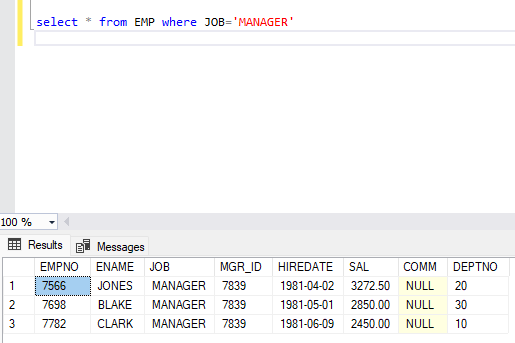 select * from EMP where JOB='MANAGER'
100 %
Results Messages
EMPNO ENAME JOB MGR_ID HIREDATE SAL COMM DEPTNO
1 7566 JONES MANAGER 7839 1981-04-02 3272.50 NULL 20
2 7698 BLAKE MANAGER 7839 1981-05-01 2850.00 NULL 30
3 7782 CLARK MANAGER 7839 1981-06-09 2450.00 NULL 10